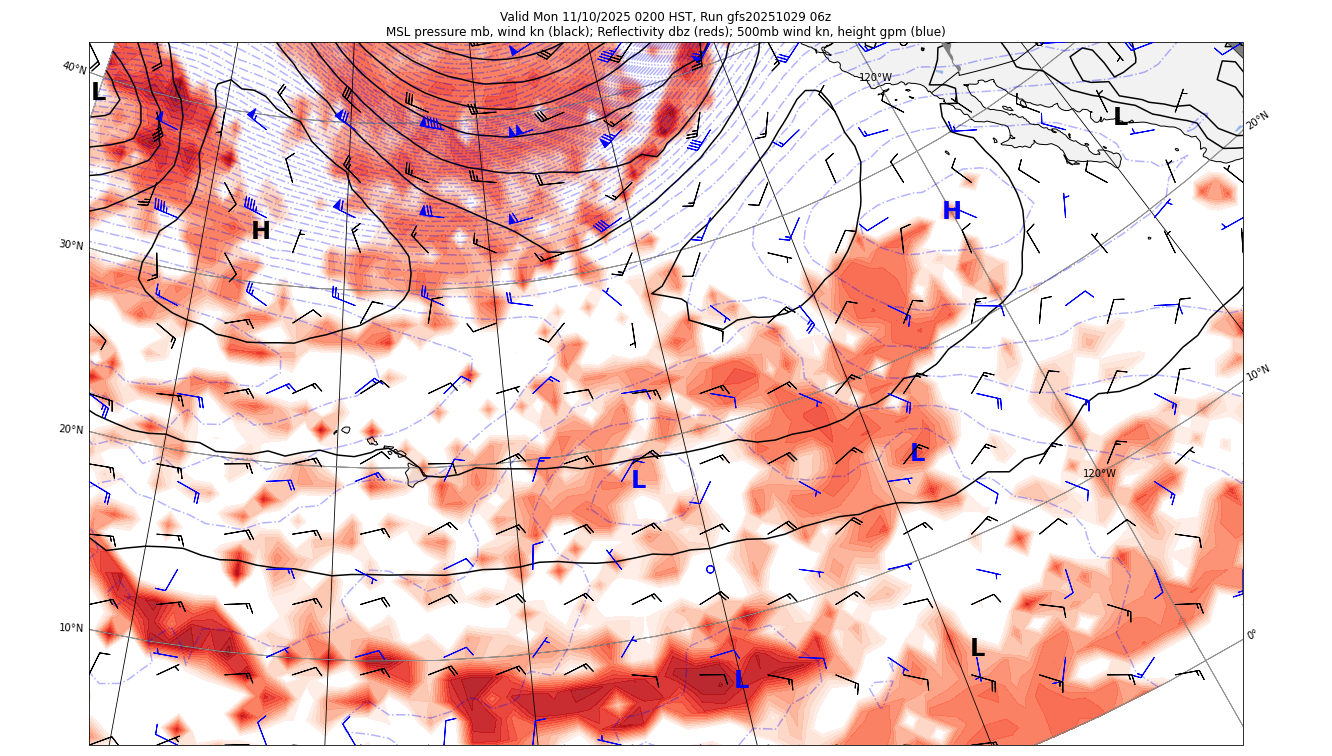 Valid Mon 11/10/2025 0200 HST, Run gfs20251029 06z
MSL pressure mb, wind kn (black); Reflectivity dbz (reds); 500mb wind kn, height gpm (blue)
40°N
120°W
L
L
20°N
H
H
30°N
10°N
20°N
L
L
120°W
10°N
0°
L
L